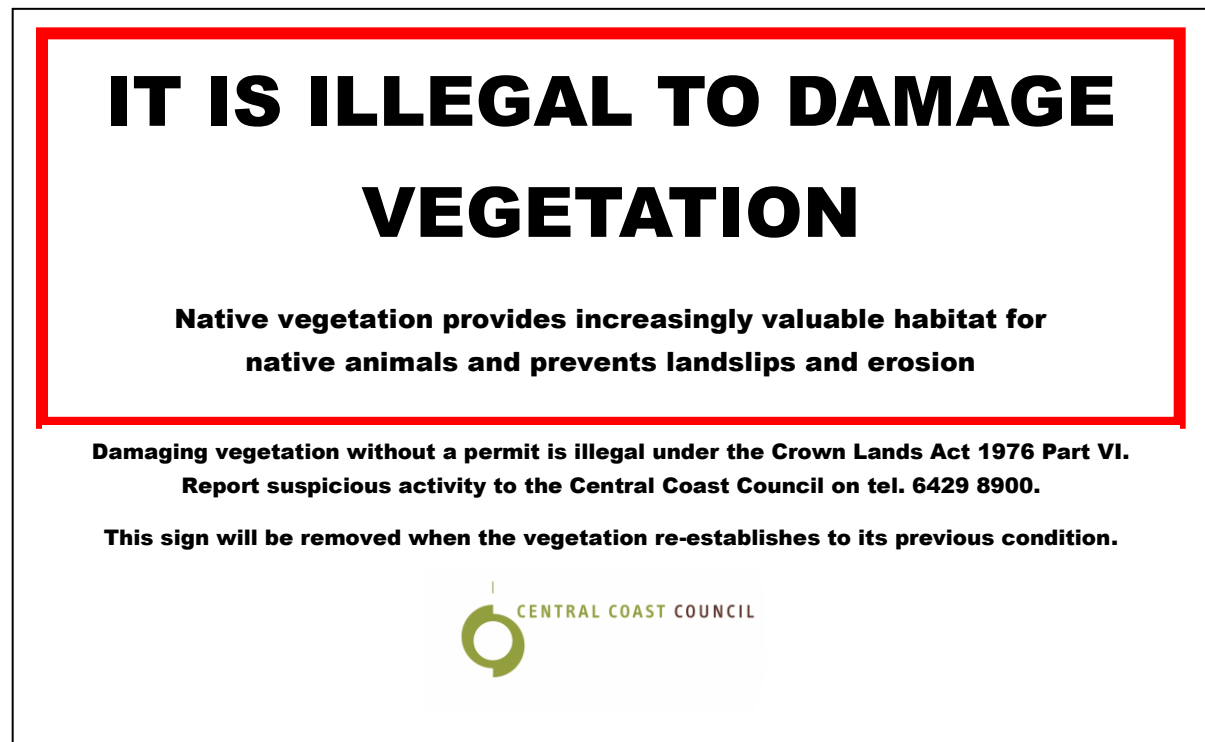 IT IS ILLEGAL TO DAMAGE
VEGETATION
Native vegetation provides increasingly valuable habitat for
native animals and prevents landslips and erosion
Damaging vegetation without a permit is illegal under the Crown Lands Act 1976 Part VI.
Report suspicious activity to the Central Coast Council on tel. 6429 8900.
This sign will be removed when the vegetation re-establishes to its previous condition.
CENTRAL COAST COUNCIL